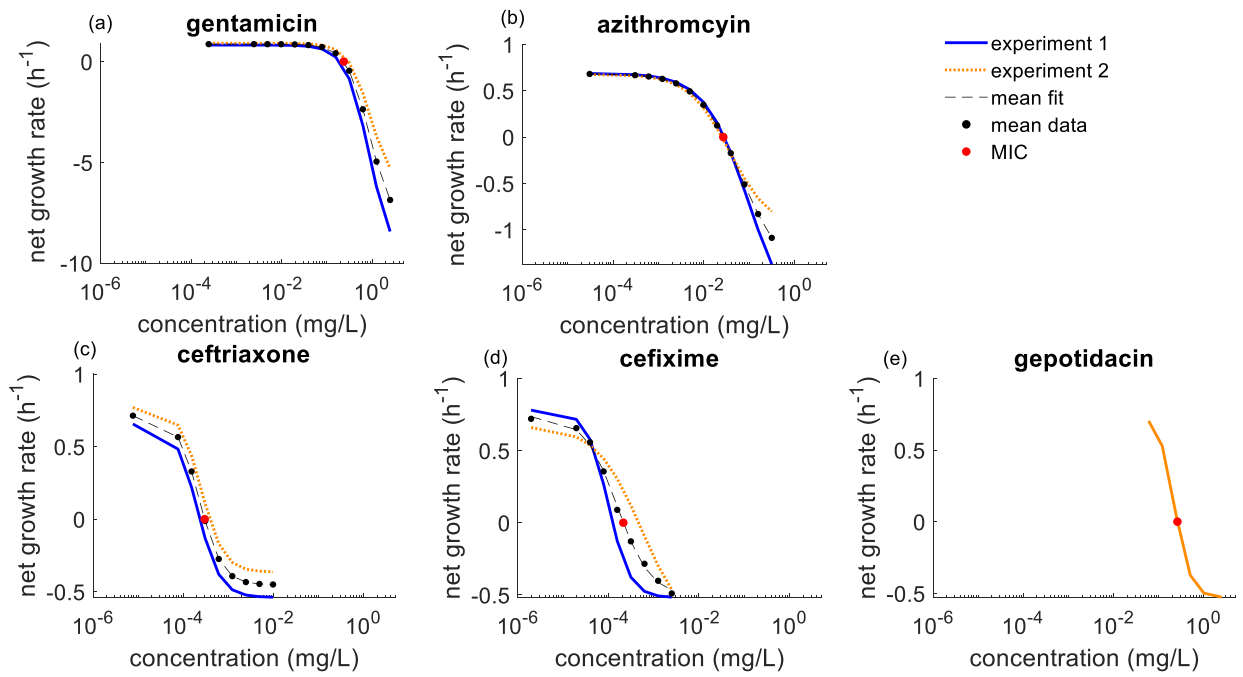 (a)
gentamicin
net growth rate (h⁻¹)
0
-5
-10
10⁻⁶ 10⁻⁴ 10⁻² 10⁰
concentration (mg/L)
(b)
azithromcyin
net growth rate (h⁻¹)
1
0.5
0
-0.5
-1
10⁻⁶ 10⁻⁴ 10⁻² 10⁰
concentration (mg/L)
experiment 1
experiment 2
mean fit
mean data
MIC
(c)
ceftriaxone
net growth rate (h⁻¹)
1
0.5
0
-0.5
10⁻⁶ 10⁻⁴ 10⁻² 10⁰
concentration (mg/L)
(d)
cefixime
net growth rate (h⁻¹)
1
0.5
0
-0.5
10⁻⁶ 10⁻⁴ 10⁻² 10⁰
concentration (mg/L)
(e)
gepotidacin
net growth rate (h⁻¹)
1
0.5
0
-0.5
10⁻⁶ 10⁻⁴ 10⁻² 10⁰
concentration (mg/L)